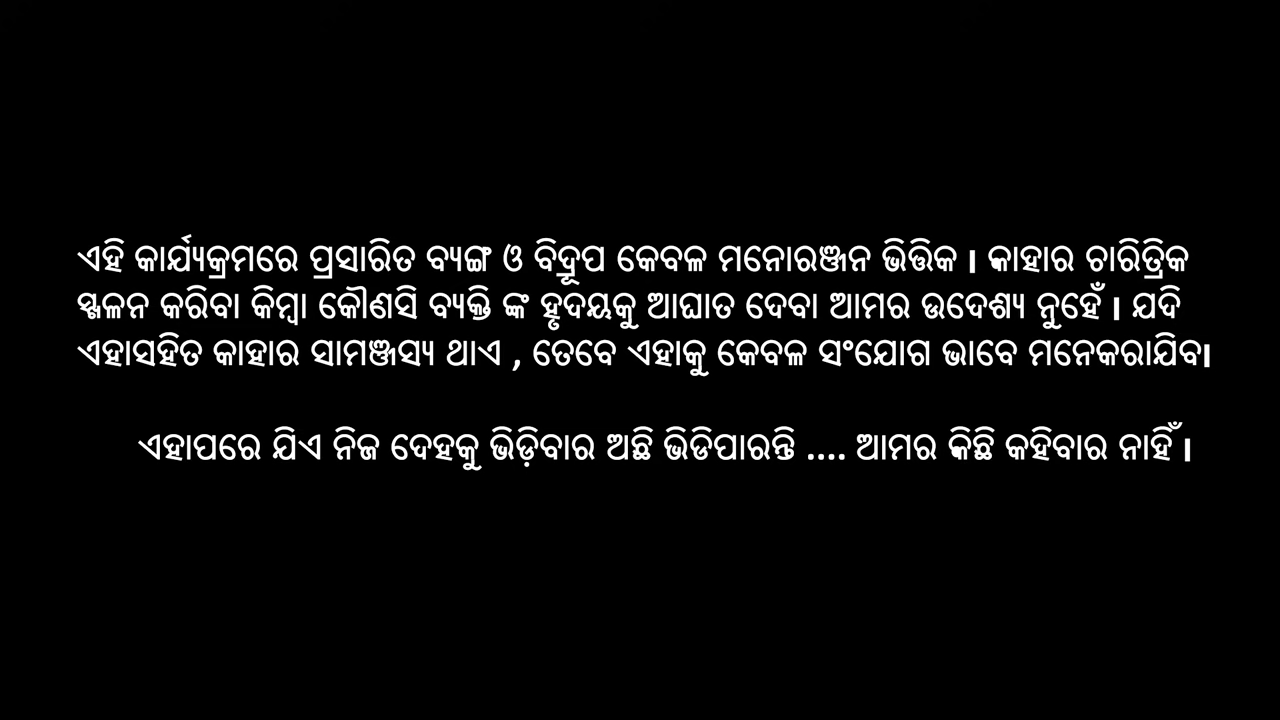 ଏହି କାର୍ଯ୍ୟକ୍ରମରେ ପ୍ରସାରିତ ବ୍ୟଙ୍ଗ ଓ ବିଦ୍ରୂପ କେବଳ ମନୋରଞ୍ଜନ ଭିତ୍ତିକ । କାହାର ଚାରିତ୍ରିକ
ସ୍ଖଳନ କରିବା କିମ୍ବା କୌଣସି ବ୍ୟକ୍ତି ଙ୍କ ହୃଦୟକୁ ଆଘାତ ଦେବା ଆମର ଉଦେଶ୍ୟ ନୁହେଁ । ଯଦି
ଏହାସହିତ କାହାର ସାମଞ୍ଜସ୍ୟ ଥାଏ , ତେବେ ଏହାକୁ କେବଳ ସଂଯୋଗ ଭାବେ ମନେକରାଯିବ।
ଏହାପରେ ଯିଏ ନିଜ ଦେହକୁ ଭିଡ଼ିବାର ଅଛି ଭିଡିପାରନ୍ତି .... ଆମର କିଛି କହିବାର ନାହିଁ ।